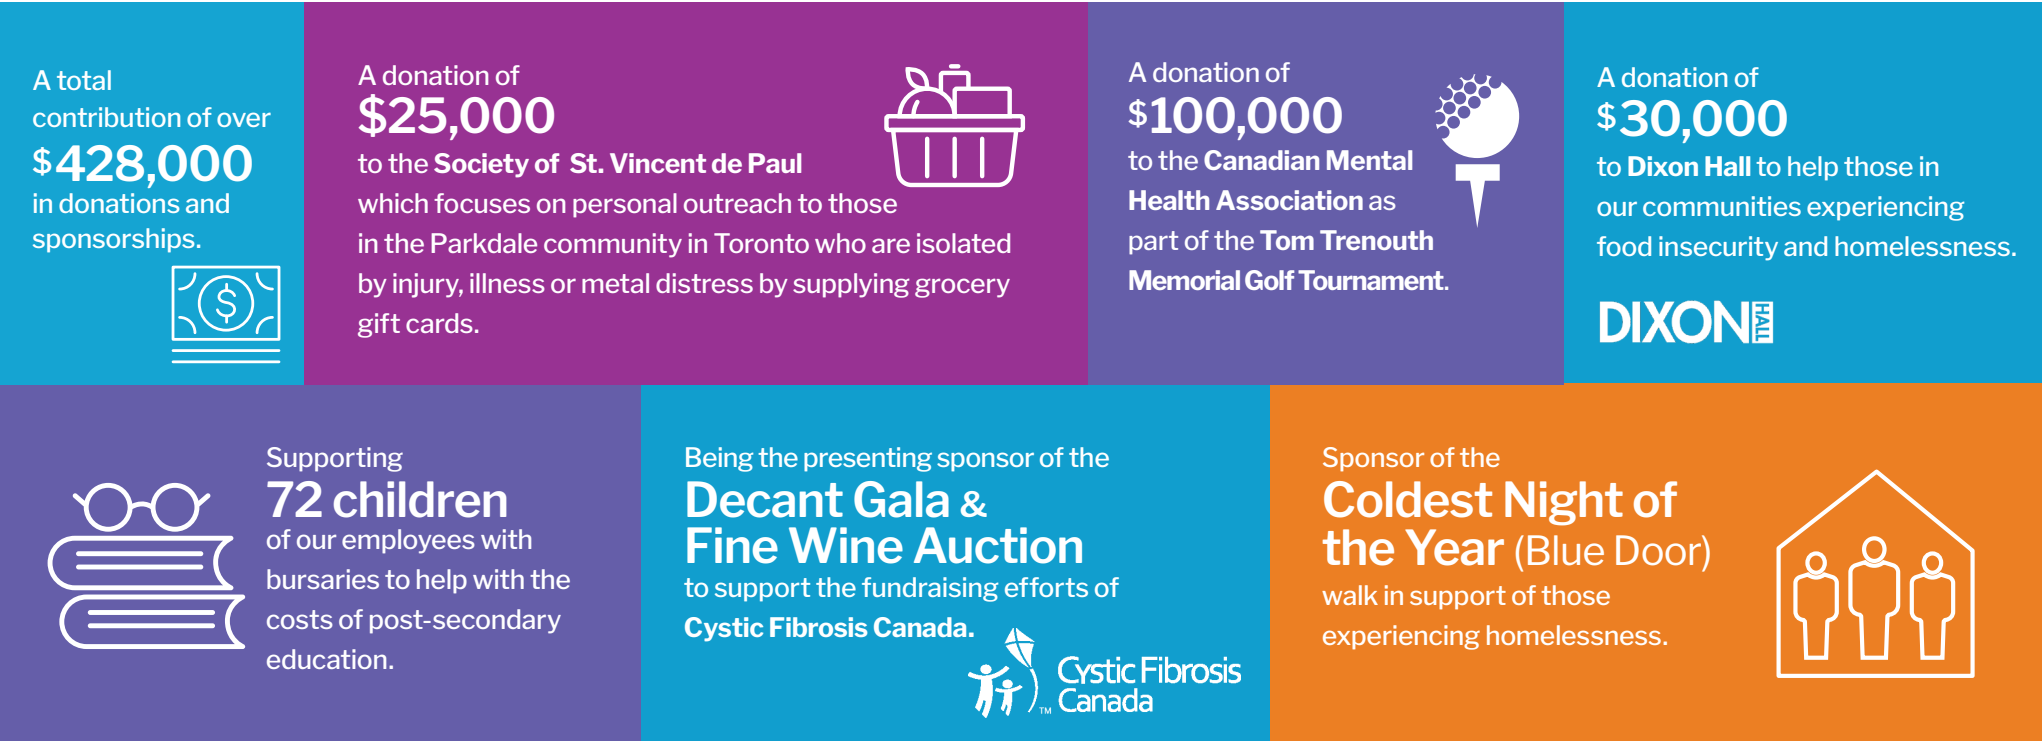 A total
contribution of over
$428,000
in donations and
sponsorships.
$
A donation of
$25,000
to the Society of St. Vincent de Paul
which focuses on personal outreach to those
in the Parkdale community in Toronto who are isolated
by injury, illness or metal distress by supplying grocery
gift cards.
A donation of
$100,000
to the Canadian Mental
Health Association as
part of the Tom Trenouth
Memorial Golf Tournament.
A donation of
$30,000
to Dixon Hall to help those in
our communities experiencing
food insecurity and homelessness.
DIXON HALL
Supporting
72 children
of our employees with
bursaries to help with the
costs of post-secondary
education.
Being the presenting sponsor of the
Decant Gala &
Fine Wine Auction
to support the fundraising efforts of
Cystic Fibrosis Canada.
Cystic Fibrosis
™ Canada
Sponsor of the
Coldest Night of
the Year (Blue Door)
walk in support of those
experiencing homelessness.